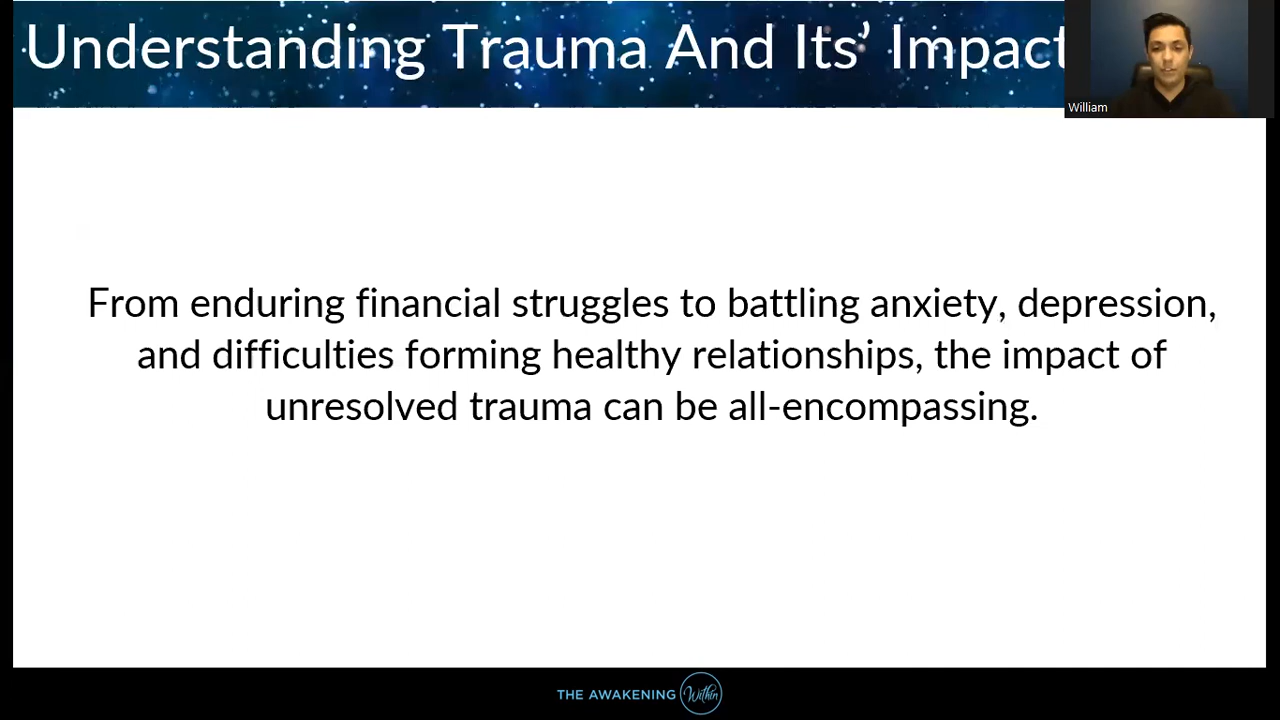 Understanding Trauma And Its’ Impact
William
From enduring financial struggles to battling anxiety, depression,
and difficulties forming healthy relationships, the impact of
unresolved trauma can be all-encompassing.
THE AWAKENING Within